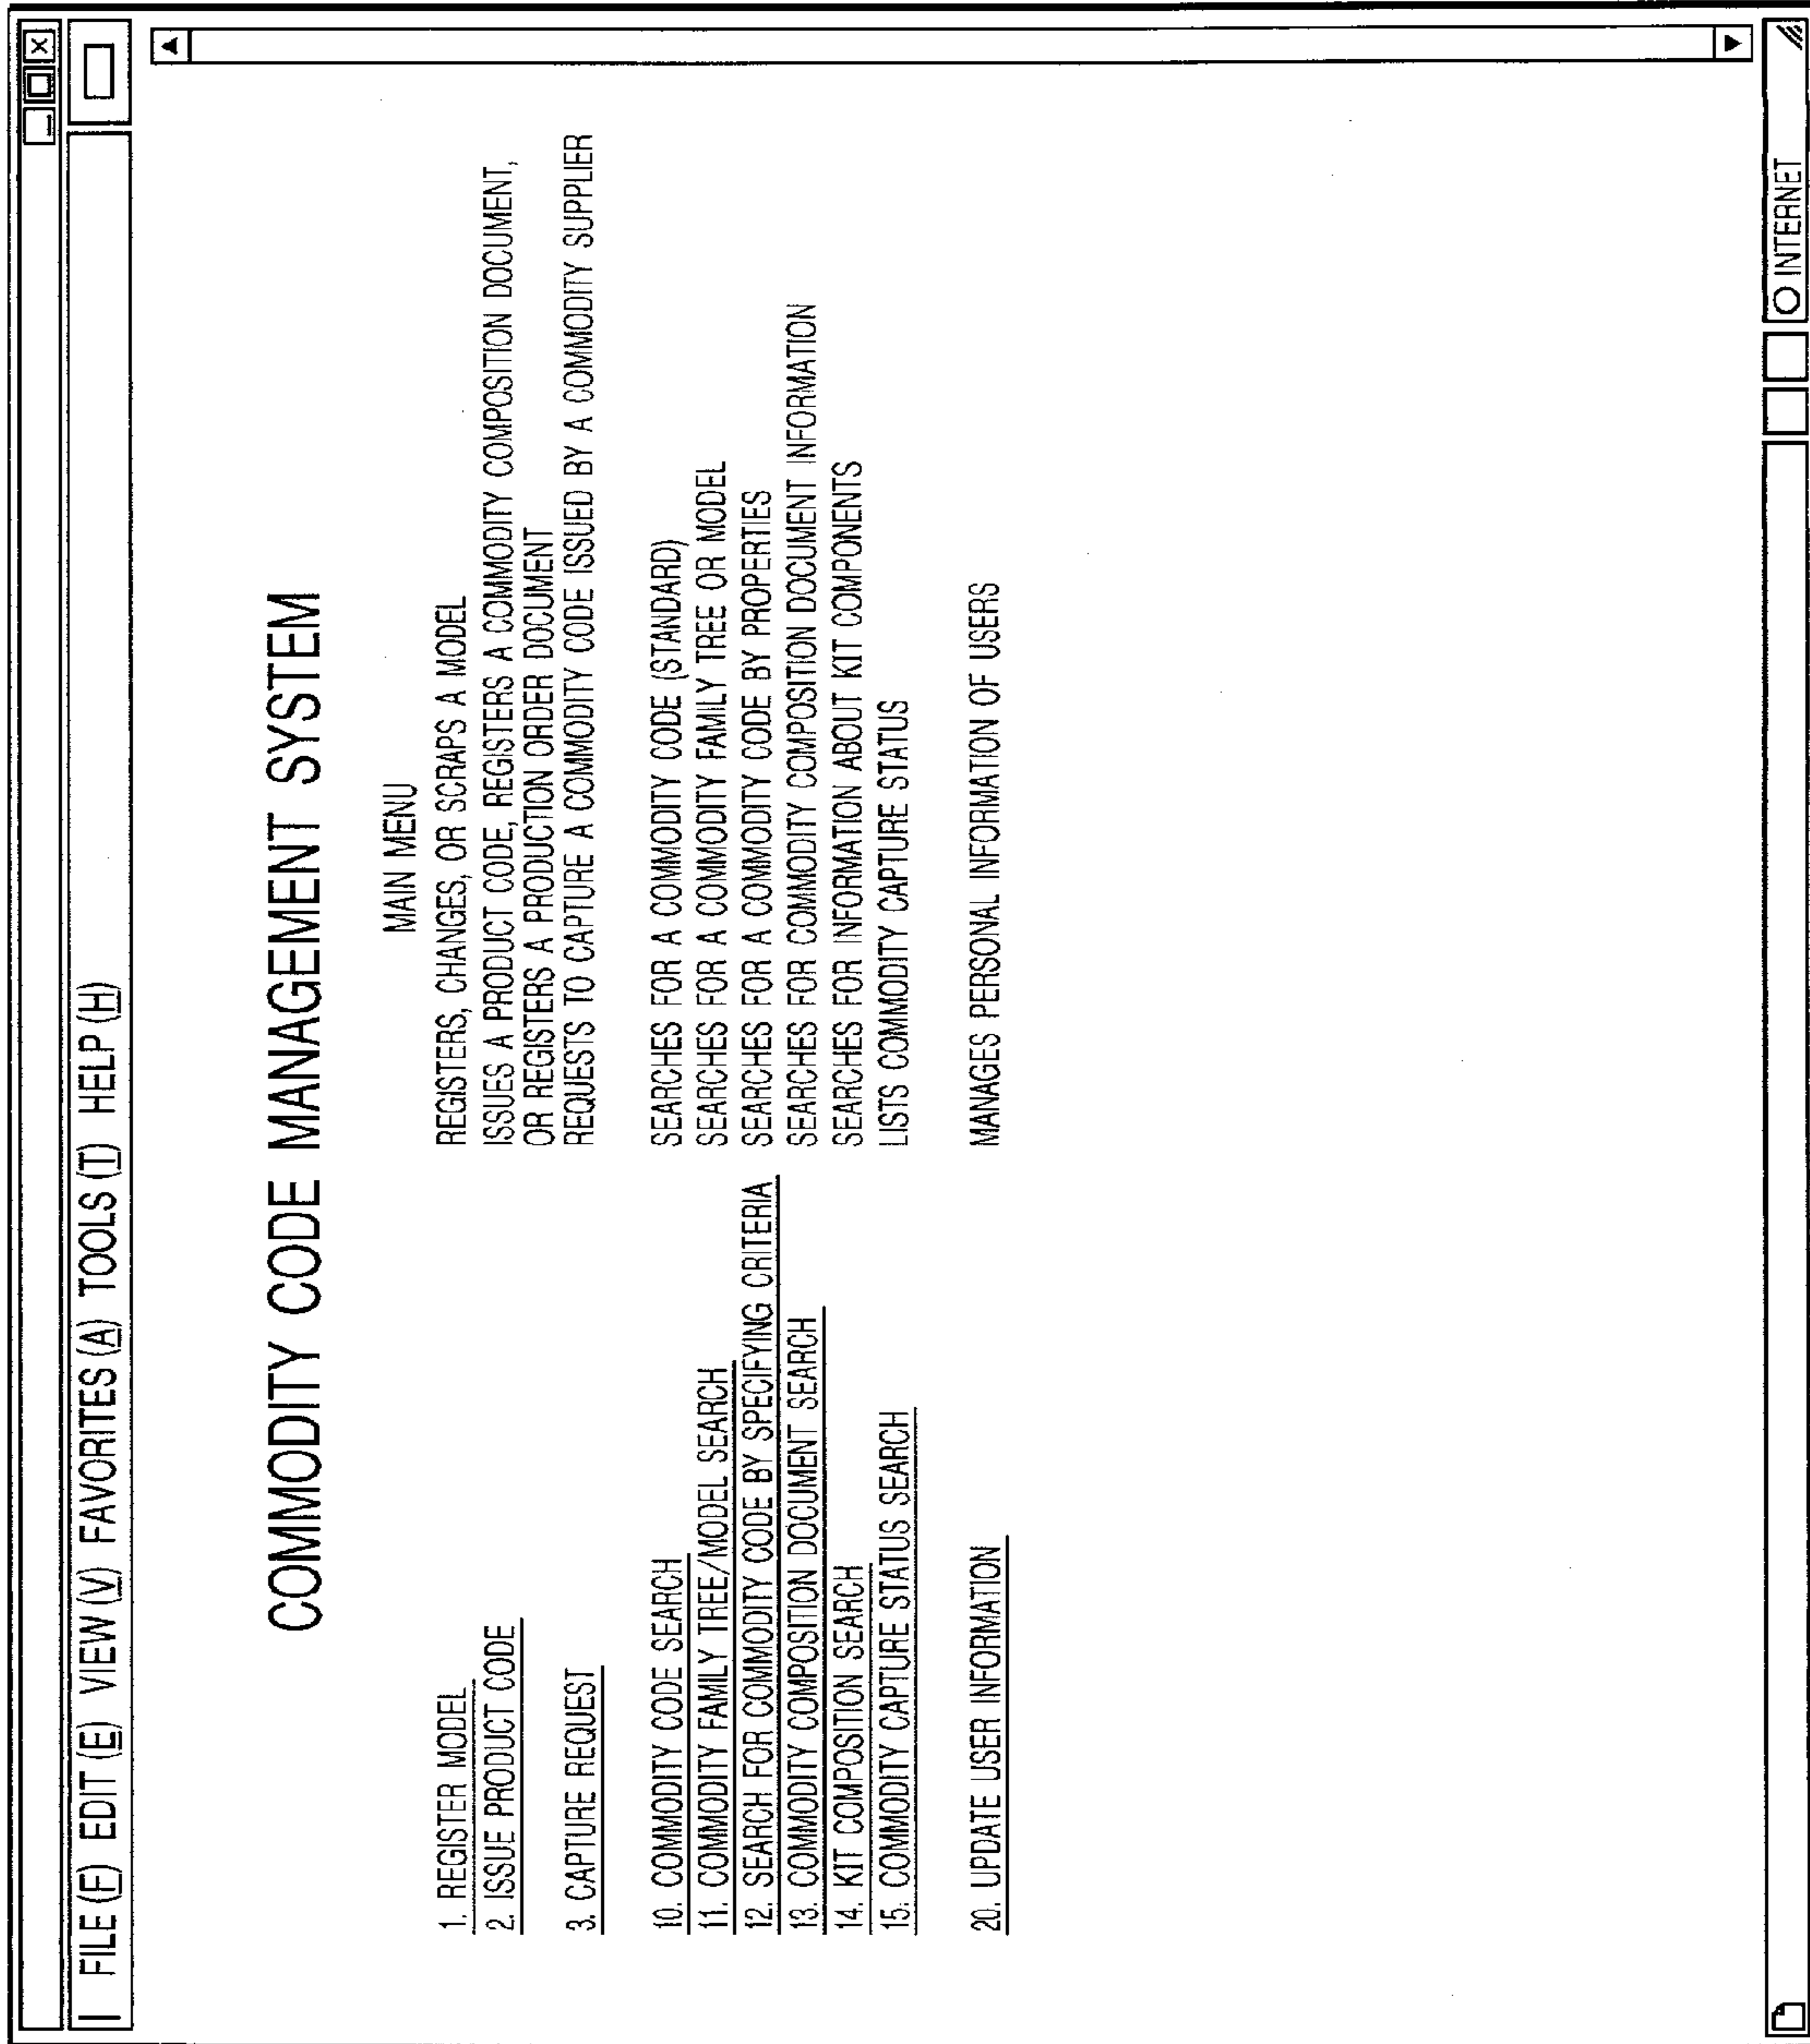 FILE (F) EDIT (E) VIEW (V) FAVORITES (A) TOOLS (T) HELP (H)
COMMODITY CODE MANAGEMENT SYSTEM
MAIN MENU
1. REGISTER MODEL REGISTERS, CHANGES, OR SCRAPS A MODEL
2. ISSUE PRODUCT CODE ISSUES A PRODUCT CODE, REGISTERS A COMMODITY COMPOSITION DOCUMENT,
OR REGISTERS A PRODUCTION ORDER DOCUMENT
3. CAPTURE REQUEST REQUESTS TO CAPTURE A COMMODITY CODE ISSUED BY A COMMODITY SUPPLIER
10. COMMODITY CODE SEARCH SEARCHES FOR A COMMODITY CODE (STANDARD)
11. COMMODITY FAMILY TREE/MODEL SEARCH SEARCHES FOR A COMMODITY FAMILY TREE OR MODEL
12. SEARCH FOR COMMODITY CODE BY SPECIFYING CRITERIA SEARCHES FOR A COMMODITY CODE BY PROPERTIES
13. COMMODITY COMPOSITION DOCUMENT SEARCH SEARCHES FOR COMMODITY COMPOSITION DOCUMENT INFORMATION
14. KIT COMPOSITION SEARCH SEARCHES FOR INFORMATION ABOUT KIT COMPONENTS
15. COMMODITY CAPTURE STATUS SEARCH LISTS COMMODITY CAPTURE STATUS
20. UPDATE USER INFORMATION MANAGES PERSONAL INFORMATION OF USERS
INTERNET